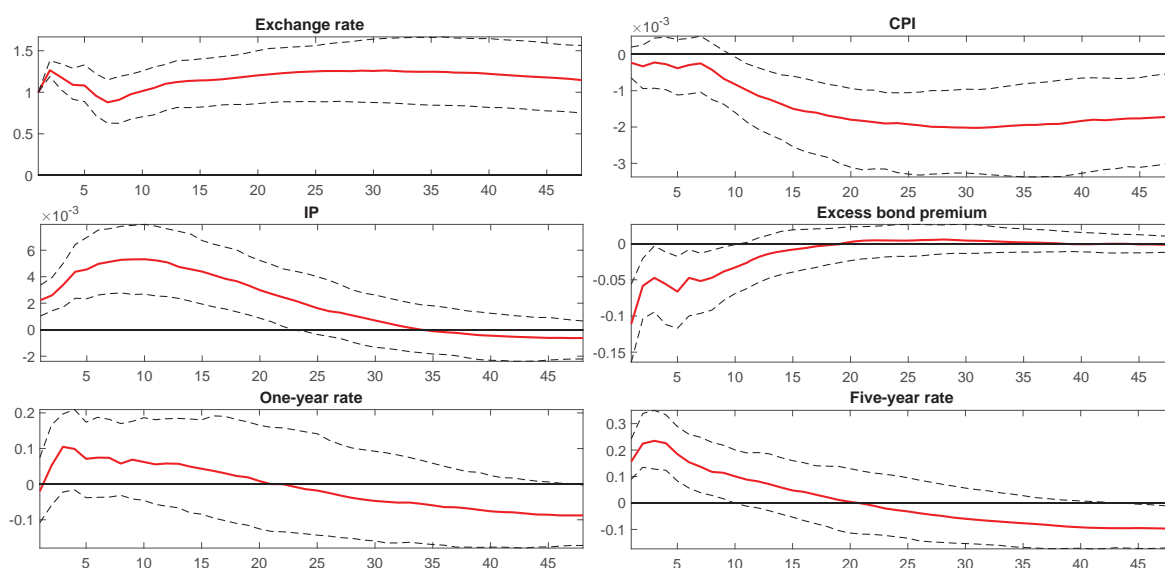 Exchange rate
1.5
1
0.5
0
5 10 15 20 25 30 35 40 45
CPI
×10⁻³
0
-1
-2
-3
5 10 15 20 25 30 35 40 45
IP
×10⁻³
6
4
2
0
-2
5 10 15 20 25 30 35 40 45
Excess bond premium
0
-0.05
-0.1
-0.15
5 10 15 20 25 30 35 40 45
One-year rate
0.2
0.1
0
-0.1
5 10 15 20 25 30 35 40 45
Five-year rate
0.3
0.2
0.1
0
-0.1
5 10 15 20 25 30 35 40 45